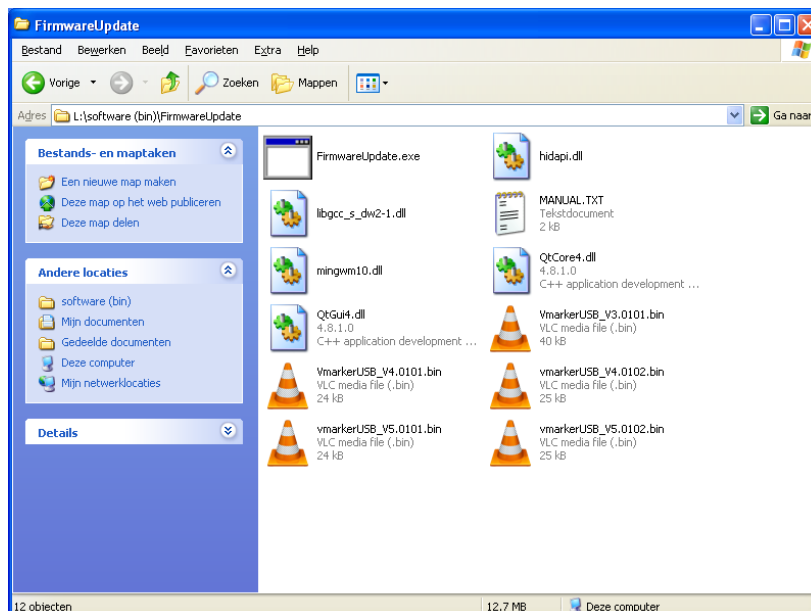 FirmwareUpdate
Bestand Bewerken Beeld Favorieten Extra Help
Vorige Zoeken Mappen
Adres L:\software (bin)\FirmwareUpdate Ga naar
Bestands- en maptaken
Een nieuwe map maken
Deze map op het web publiceren
Deze map delen
Andere locaties
software (bin)
Mijn documenten
Gedeelde documenten
Deze computer
Mijn netwerklocaties
Details
FirmwareUpdate.exe
hidapi.dll
libgcc_s_dw2-1.dll
MANUAL.TXT
Tekstdocument
2 kB
mingwm10.dll
QtCore4.dll
4.8.1.0
C++ application development ...
QtGui4.dll
4.8.1.0
C++ application development ...
VmarkerUSB_V3.0101.bin
VLC media file (.bin)
40 kB
VmarkerUSB_V4.0101.bin
VLC media file (.bin)
24 kB
vmarkerUSB_V4.0102.bin
VLC media file (.bin)
25 kB
vmarkerUSB_V5.0101.bin
VLC media file (.bin)
24 kB
vmarkerUSB_V5.0102.bin
VLC media file (.bin)
25 kB
12 objecten 12.7 MB Deze computer